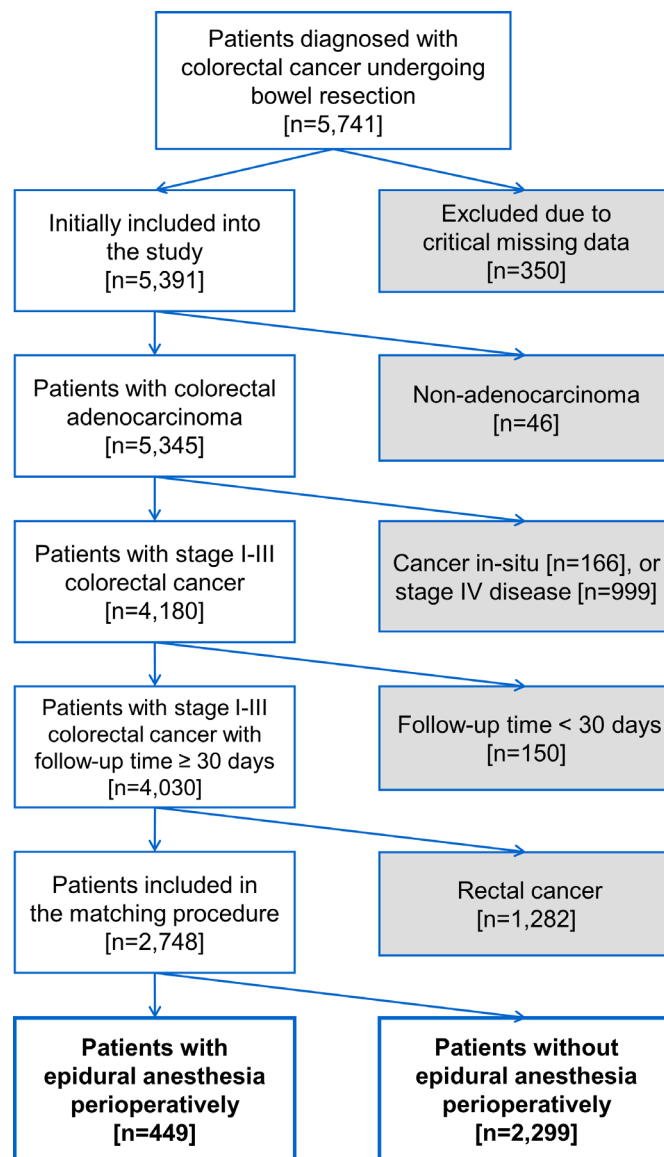 Patients diagnosed with
colorectal cancer undergoing
bowel resection
[n=5,741]
Initially included into
the study
[n=5,391]
Excluded due to
critical missing data
[n=350]
Patients with colorectal
adenocarcinoma
[n=5,345]
Non-adenocarcinoma
[n=46]
Patients with stage I-III
colorectal cancer
[n=4,180]
Cancer in-situ [n=166], or
stage IV disease [n=999]
Patients with stage I-III
colorectal cancer with
follow-up time ≥ 30 days
[n=4,030]
Follow-up time < 30 days
[n=150]
Patients included in
the matching procedure
[n=2,748]
Rectal cancer
[n=1,282]
Patients with
epidural anesthesia
perioperatively
[n=449]
Patients without
epidural anesthesia
perioperatively
[n=2,299]